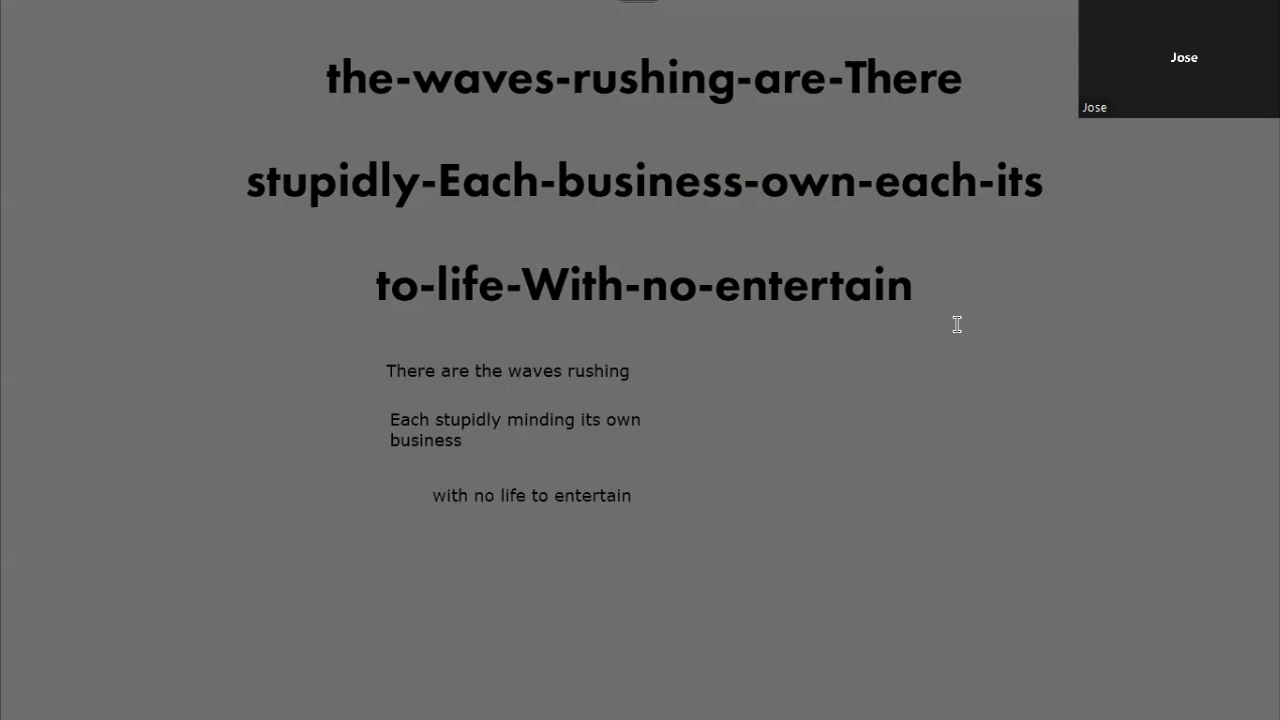 the-waves-rushing-are-There
Jose
Jose
stupidly-Each-business-own-each-its
to-life-With-no-entertain
There are the waves rushing
Each stupidly minding its own
business
with no life to entertain